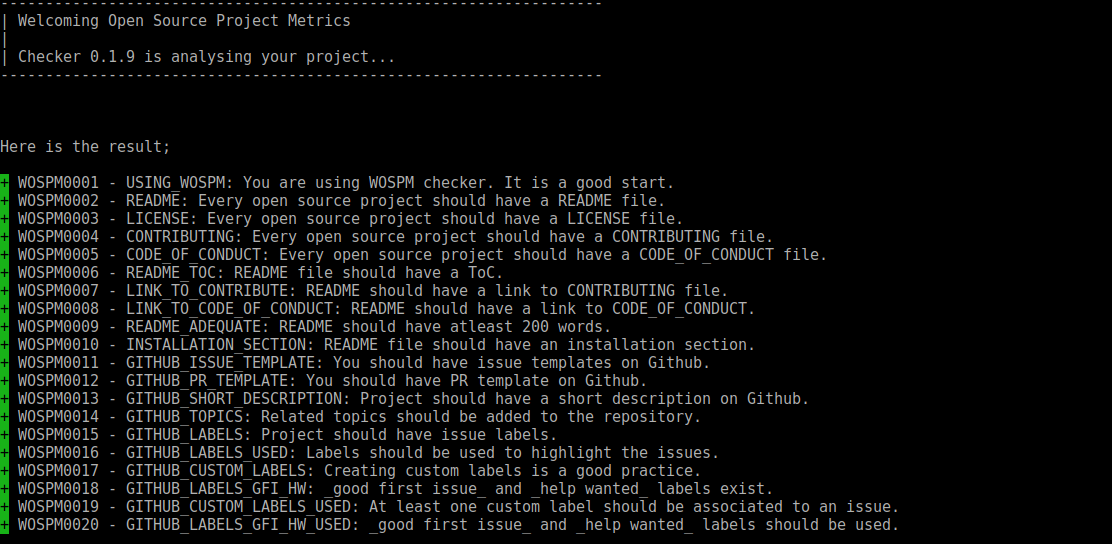 -------------------------------------------------------------------
| Welcoming Open Source Project Metrics
|
| Checker 0.1.9 is analysing your project...
-------------------------------------------------------------------
Here is the result;
+ WOSPM0001 - USING_WOSPM: You are using WOSPM checker. It is a good start.
+ WOSPM0002 - README: Every open source project should have a README file.
+ WOSPM0003 - LICENSE: Every open source project should have a LICENSE file.
+ WOSPM0004 - CONTRIBUTING: Every open source project should have a CONTRIBUTING file.
+ WOSPM0005 - CODE_OF_CONDUCT: Every open source project should have a CODE_OF_CONDUCT file.
+ WOSPM0006 - README_TOC: README file should have a ToC.
+ WOSPM0007 - LINK_TO_CONTRIBUTE: README should have a link to CONTRIBUTING file.
+ WOSPM0008 - LINK_TO_CODE_OF_CONDUCT: README should have a link to CODE_OF_CONDUCT.
+ WOSPM0009 - README_ADEQUATE: README should have atleast 200 words.
+ WOSPM0010 - INSTALLATION_SECTION: README file should have an installation section.
+ WOSPM0011 - GITHUB_ISSUE_TEMPLATE: You should have issue templates on Github.
+ WOSPM0012 - GITHUB_PR_TEMPLATE: You should have PR template on Github.
+ WOSPM0013 - GITHUB_SHORT_DESCRIPTION: Project should have a short description on Github.
+ WOSPM0014 - GITHUB_TOPICS: Related topics should be added to the repository.
+ WOSPM0015 - GITHUB_LABELS: Project should have issue labels.
+ WOSPM0016 - GITHUB_LABELS_USED: Labels should be used to highlight the issues.
+ WOSPM0017 - GITHUB_CUSTOM_LABELS: Creating custom labels is a good practice.
+ WOSPM0018 - GITHUB_LABELS_GFI_HW: _good first issue_ and _help wanted_ labels exist.
+ WOSPM0019 - GITHUB_CUSTOM_LABELS_USED: At least one custom label should be associated to an issue.
+ WOSPM0020 - GITHUB_LABELS_GFI_HW_USED: _good first issue_ and _help wanted_ labels should be used.